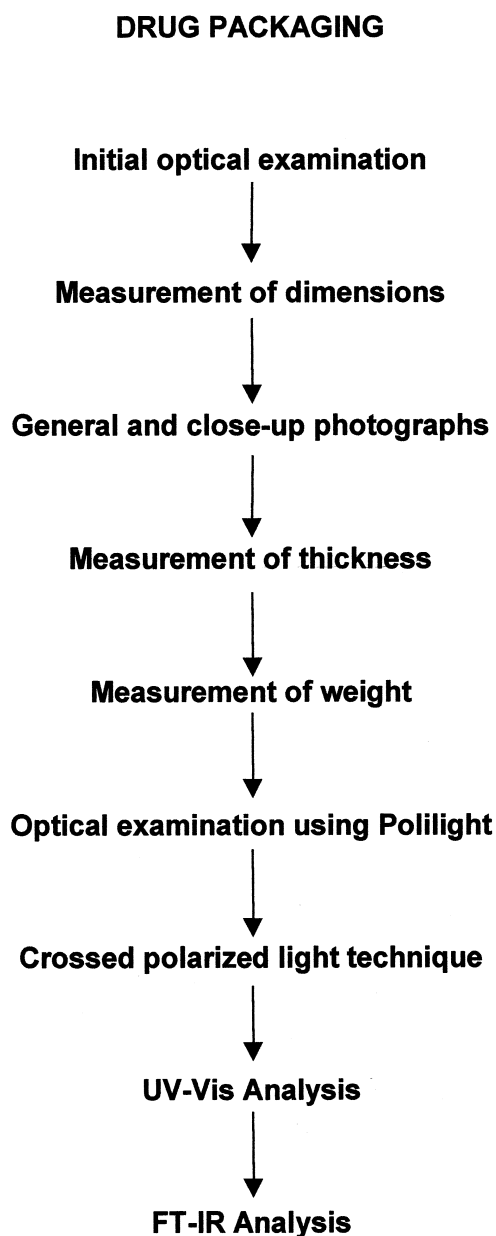 DRUG PACKAGING
Initial optical examination
Measurement of dimensions
General and close-up photographs
Measurement of thickness
Measurement of weight
Optical examination using Polilight
Crossed polarized light technique
UV-Vis Analysis
FT-IR Analysis